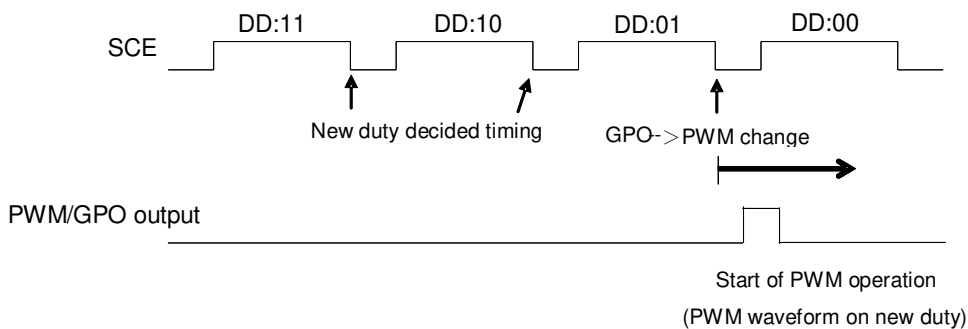 DD:11 DD:10 DD:01 DD:00
SCE
New duty decided timing
GPO-->PWM change
PWM/GPO output
Start of PWM operation
(PWM waveform on new duty)